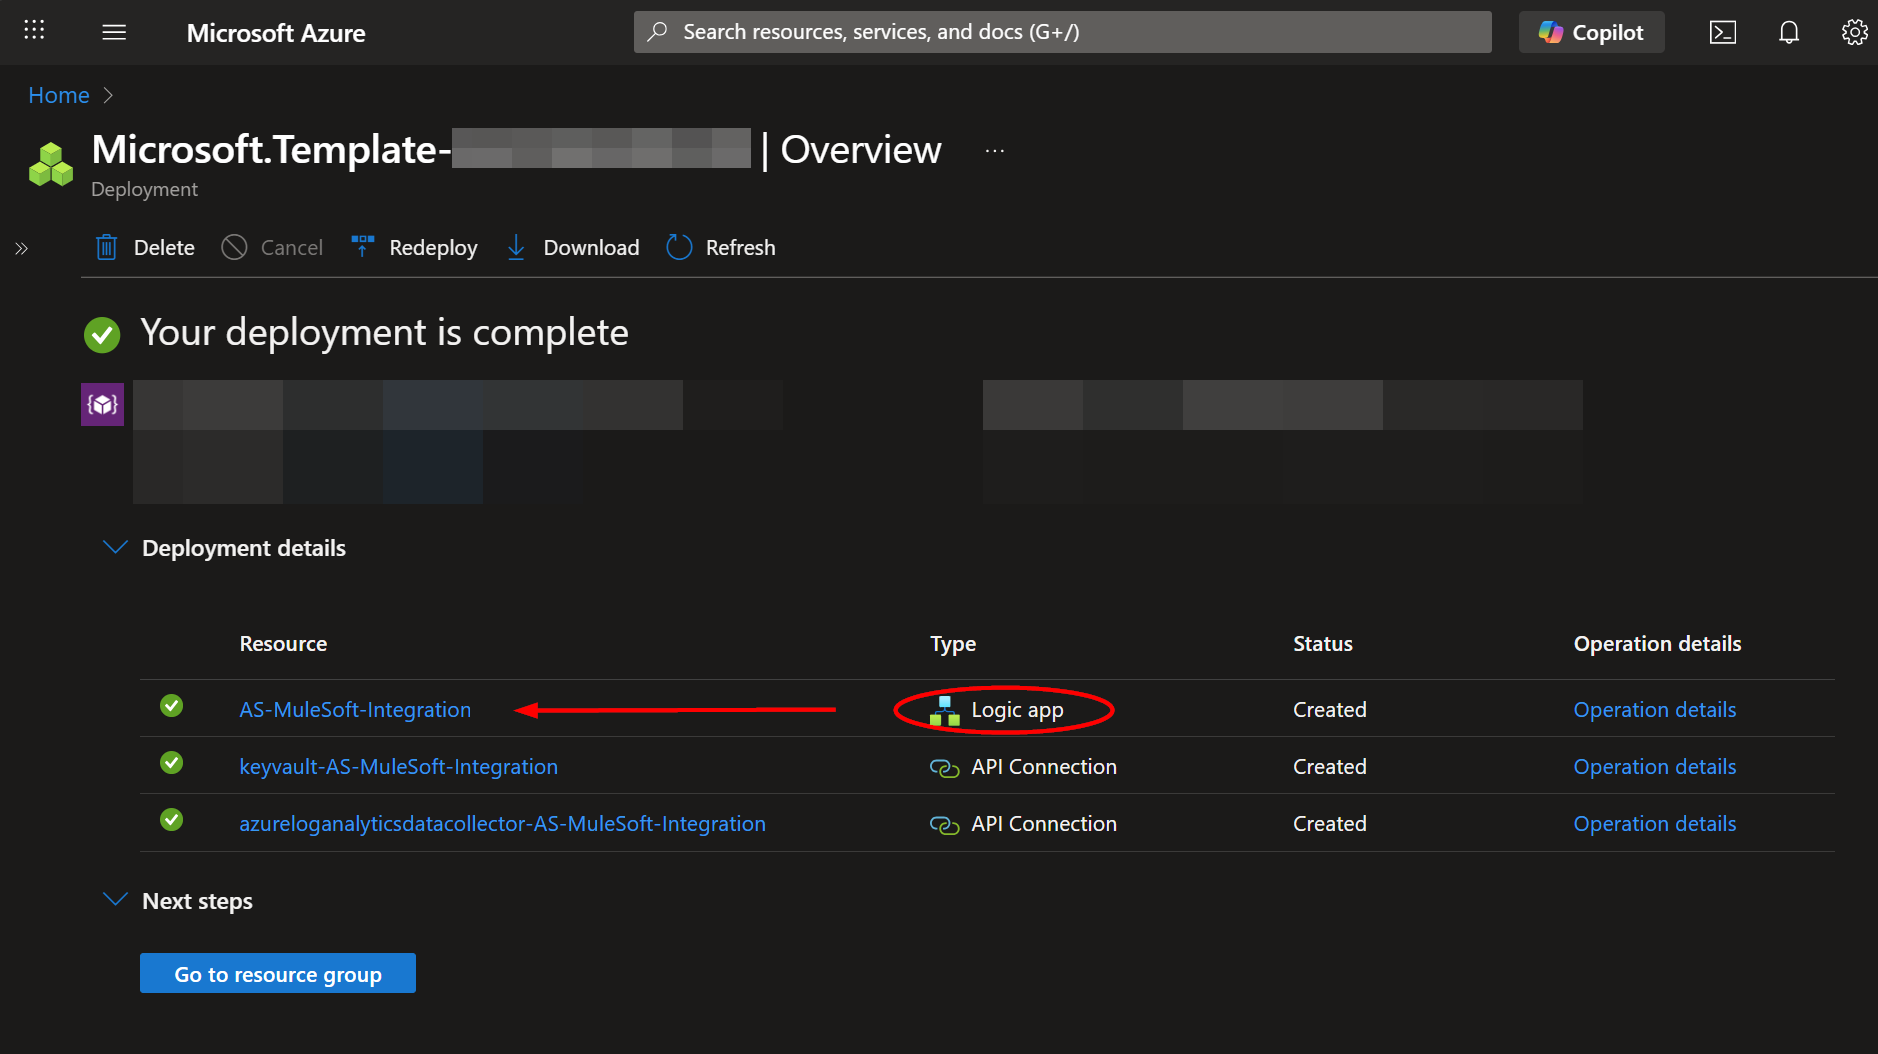 Microsoft Azure
Search resources, services, and docs (G+/)
Copilot
Home
Microsoft.Template- | Overview
Deployment
Delete
Cancel
Redeploy
Download
Refresh
Your deployment is complete
Deployment details
Resource Type Status Operation details
AS-MuleSoft-Integration Logic app Created Operation details
keyvault-AS-MuleSoft-Integration API Connection Created Operation details
azureloganalyticsdatacollector-AS-MuleSoft-Integration API Connection Created Operation details
Next steps
Go to resource group